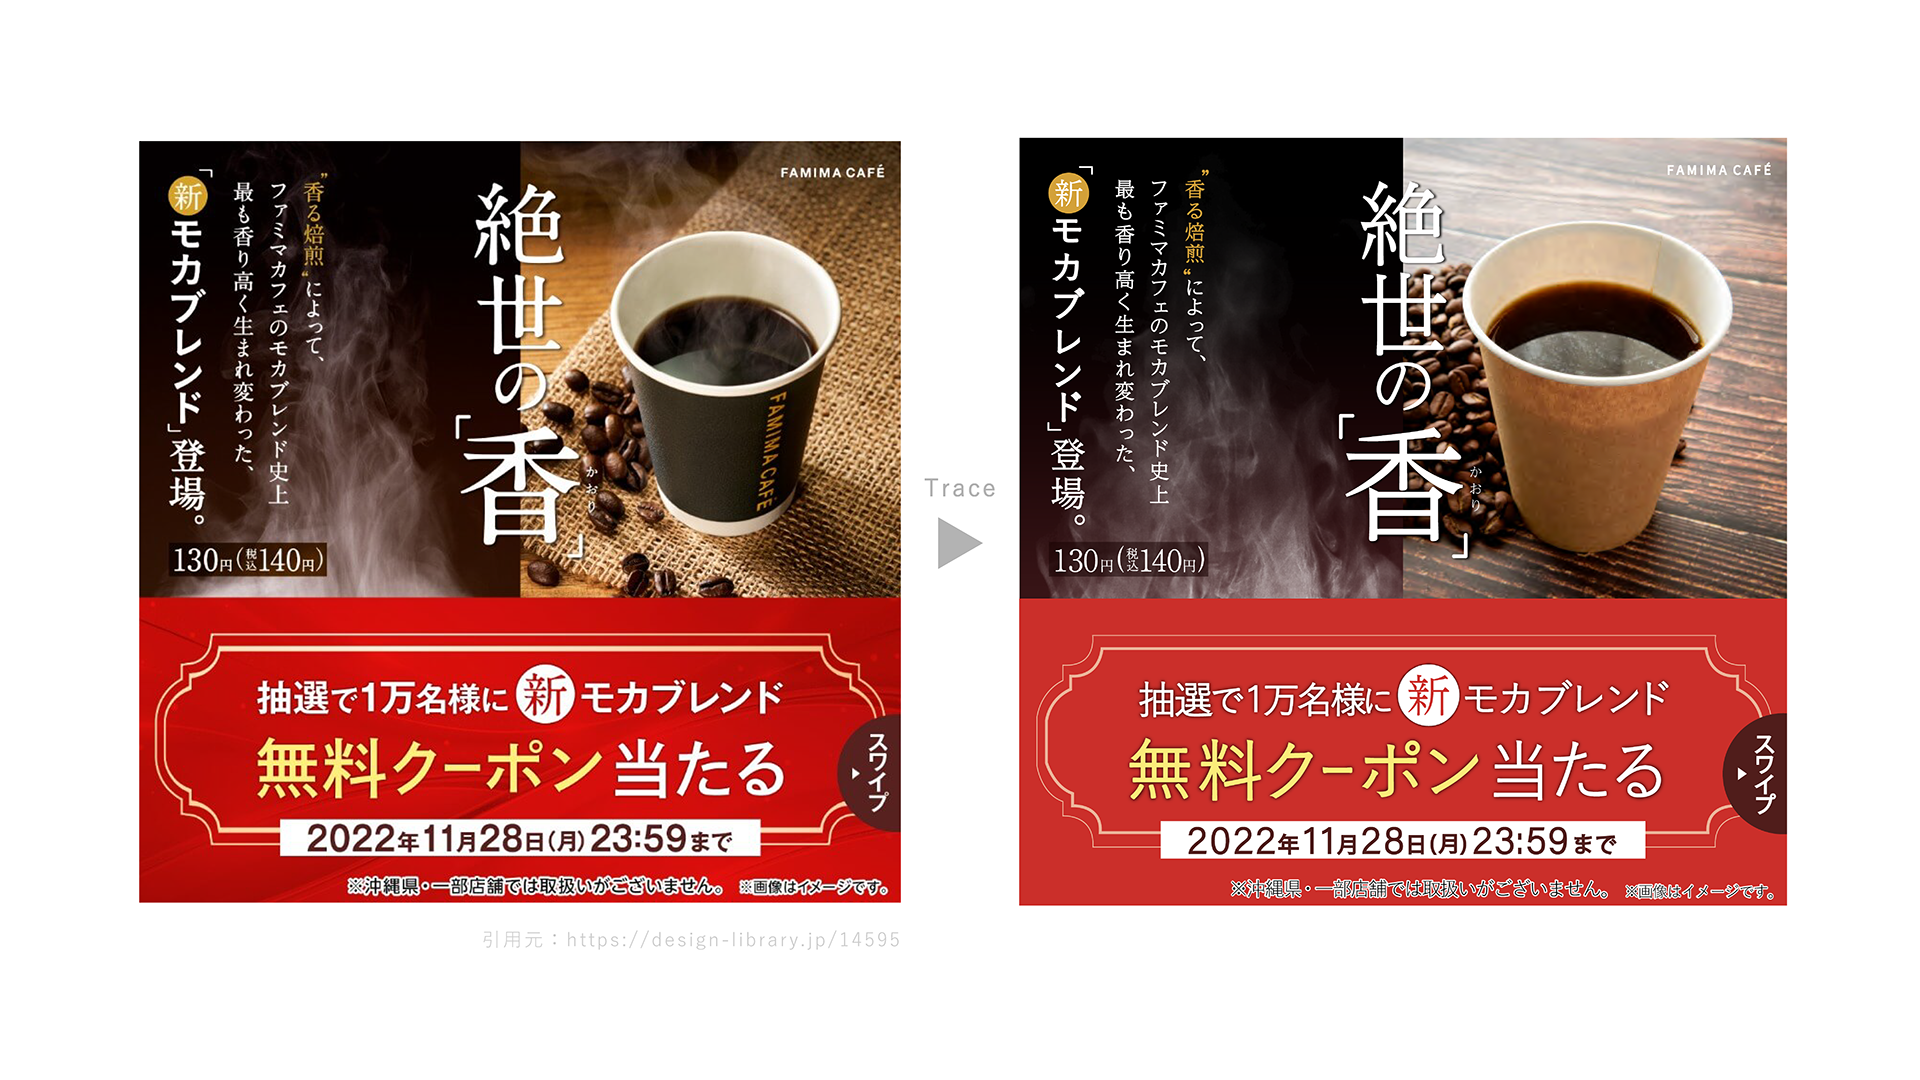 FAMIMA CAFÉ
絶世の
「香」
かおり
”香る焙煎“によって、
ファミマカフェのモカブレンド史上
最も香り高く生まれ変わった、
「新モカブレンド」登場。
130円(税込140円)
FAMIMA CAFÉ
抽選で1万名様に新モカブレンド
無料クーポン当たる
2022年11月28日(月)23:59まで
スワイプ
※沖縄県・一部店舗では取扱いがございません。 ※画像はイメージです。
引用元：https://design-library.jp/14595
Trace
FAMIMA CAFÉ
絶世の
「香」
かおり
”香る焙煎“によって、
ファミマカフェのモカブレンド史上
最も香り高く生まれ変わった、
「新モカブレンド」登場。
130円(税込140円)
抽選で1万名様に新モカブレンド
無料クーポン当たる
2022年11月28日(月)23:59まで
スワイプ
※沖縄県・一部店舗では取扱いがございません。 ※画像はイメージです。